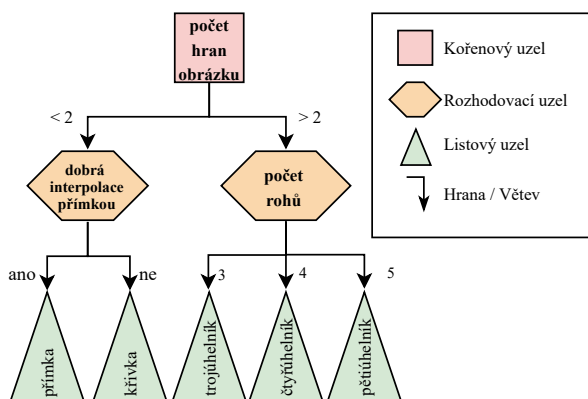 počet
hran
obrázku
Kořenový uzel
Rozhodovací uzel
Listový uzel
Hrana / Větev
< 2
> 2
dobrá
interpolace
přímkou
počet
rohů
ano
ne
3
4
5
přímka
křivka
trojúhelník
čtyřúhelník
pětiúhelník